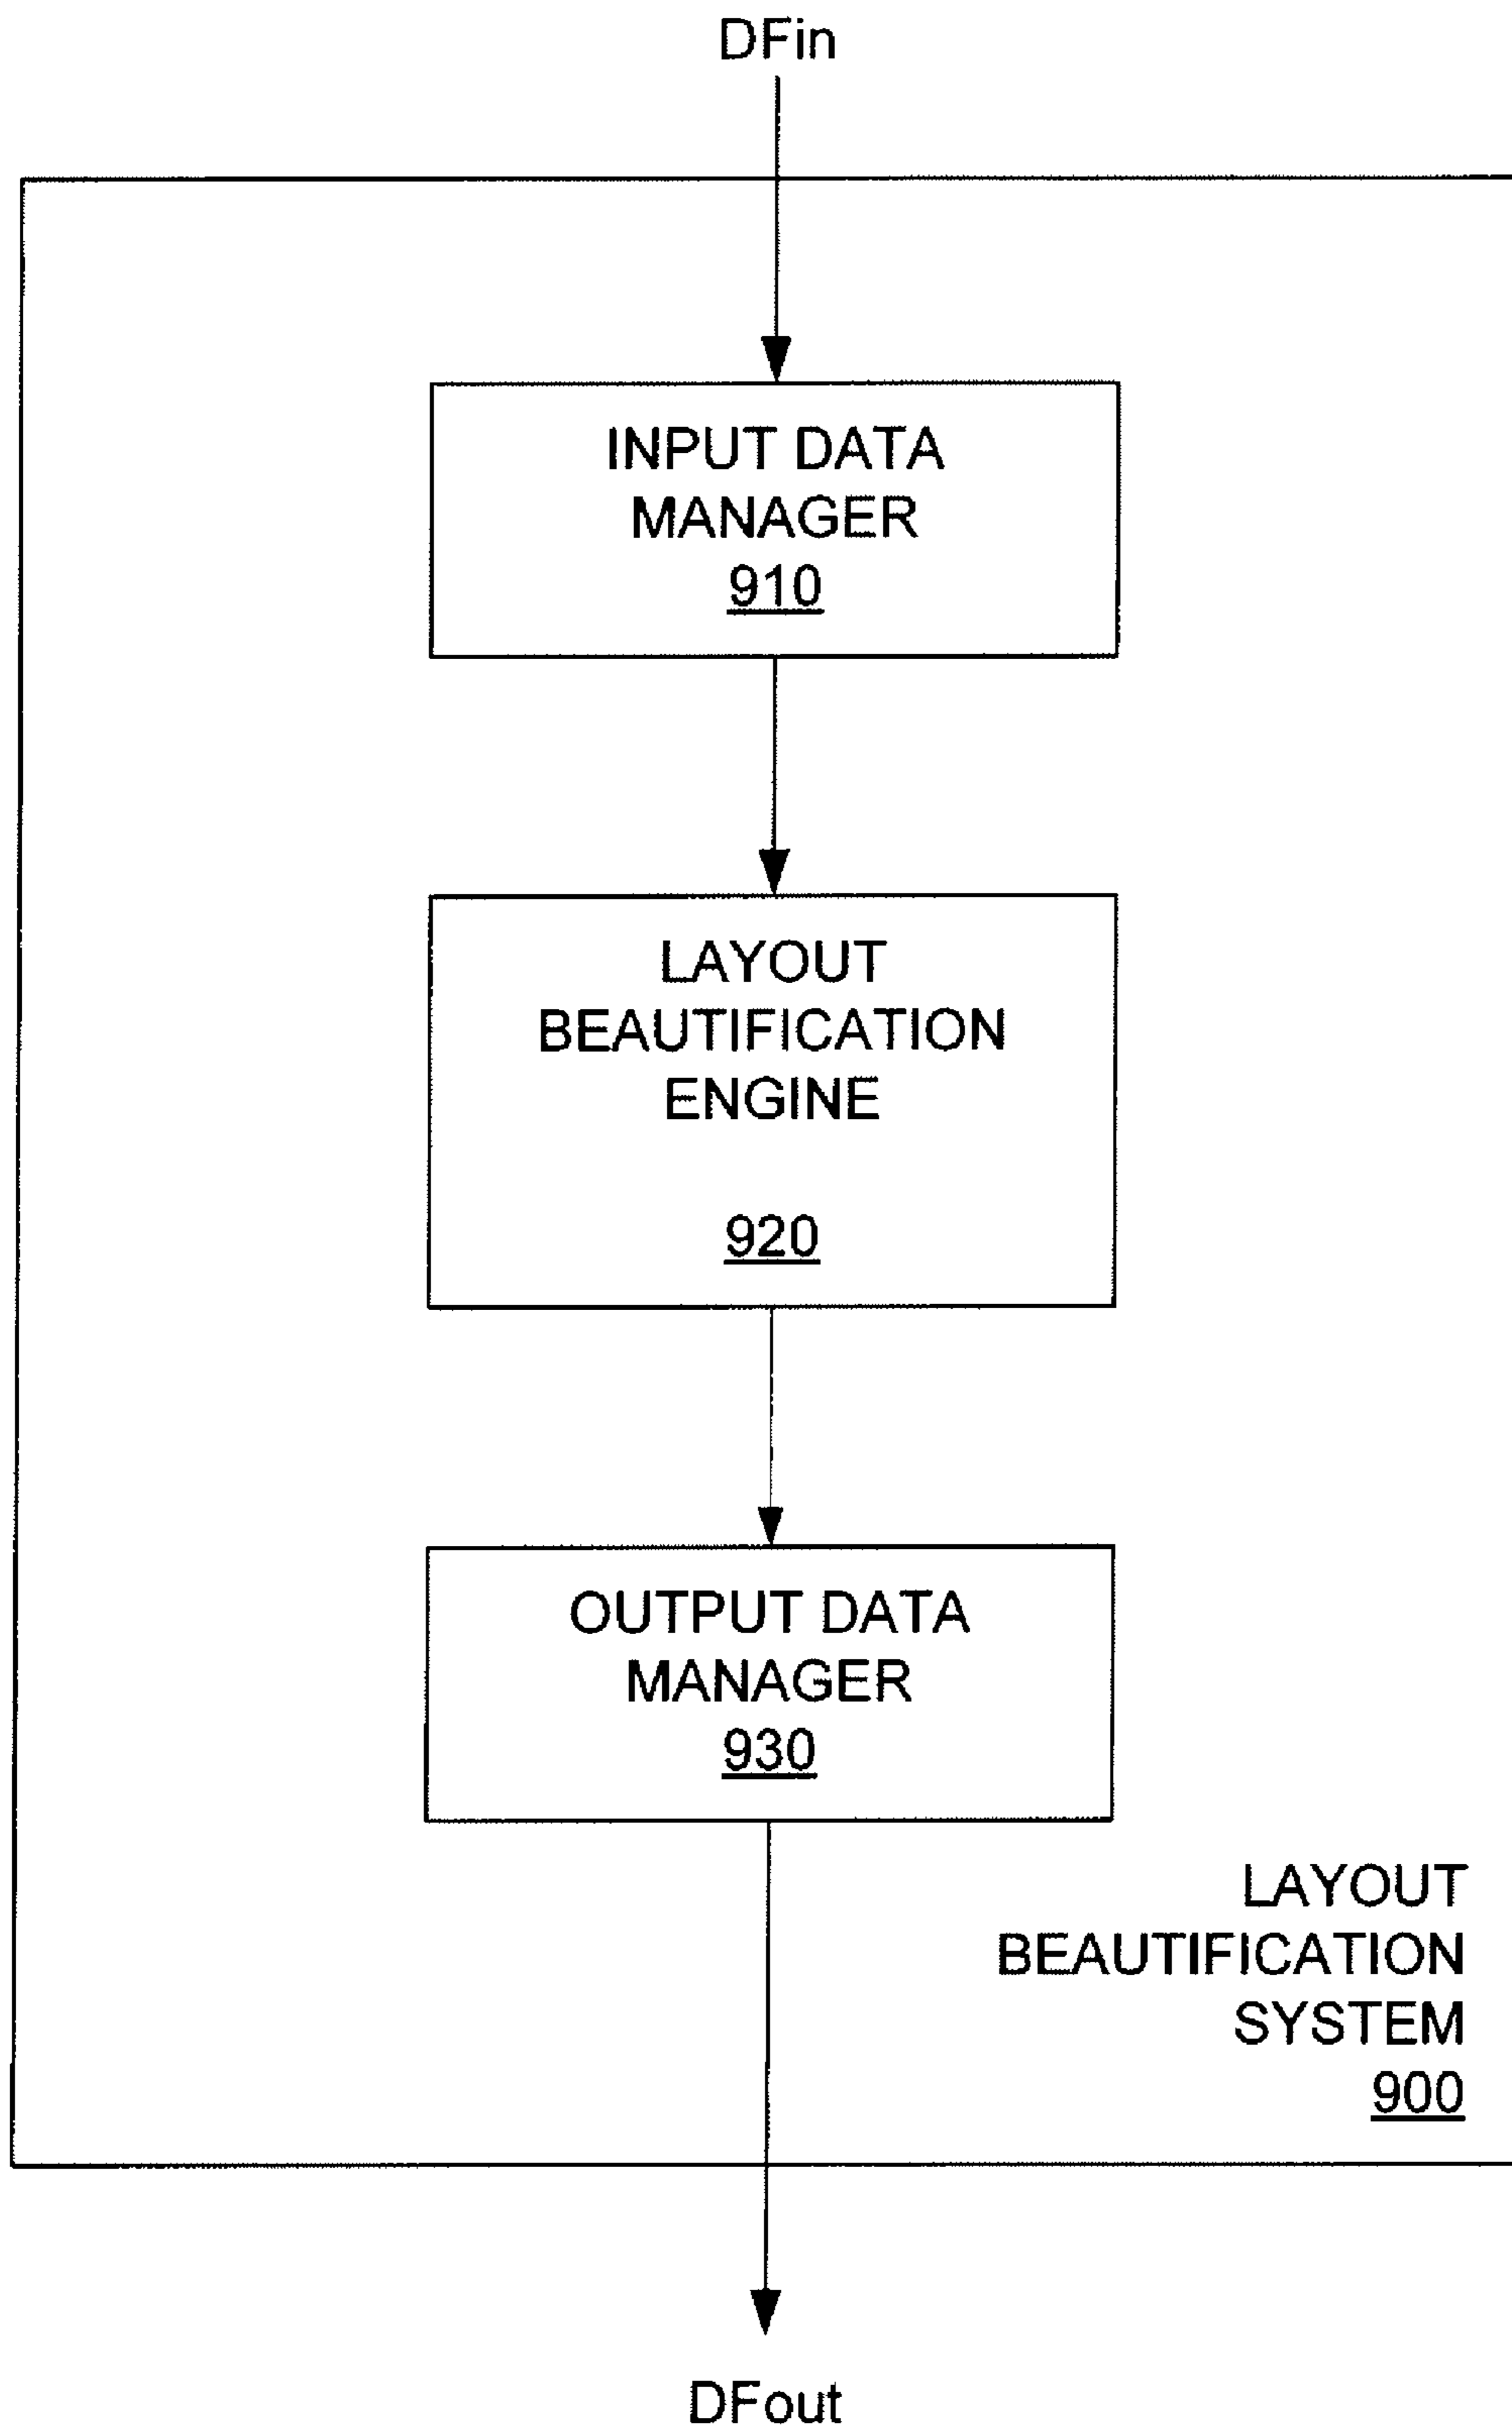 DFin
INPUT DATA
MANAGER
910
LAYOUT
BEAUTIFICATION
ENGINE
920
OUTPUT DATA
MANAGER
930
LAYOUT
BEAUTIFICATION
SYSTEM
900
DFout